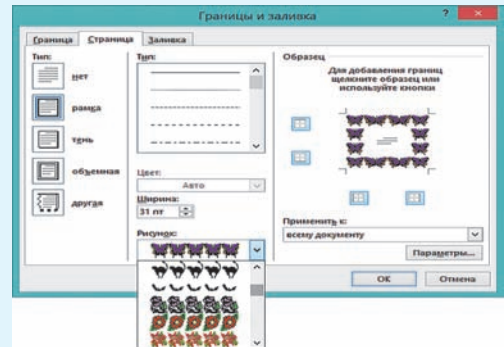 Границы и заливка
Граница Страница Заливка
Тип:
нет
рамка
тень
объемная
другая
Тип:
Цвет:
Авто
Ширина:
31 пт
Рисунок:
Образец
Для добавления границ
щелкните образец или
используйте кнопки
Применить к:
всему документу
Параметры...
ОК Отмена